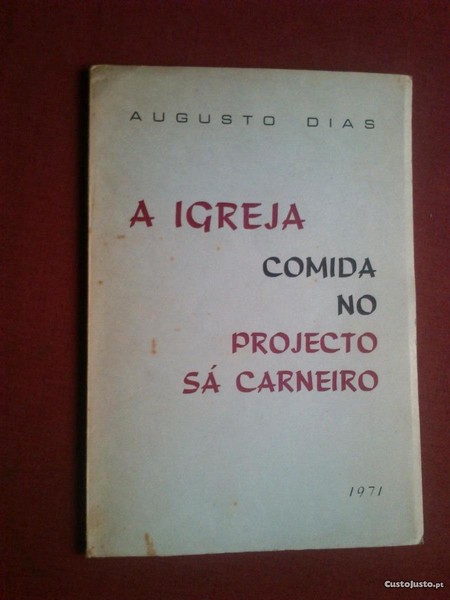 AUGUSTO DIAS
A IGREJA
COMIDA
NO
PROJECTO
SÁ CARNEIRO
1971
CustoJusto.pt